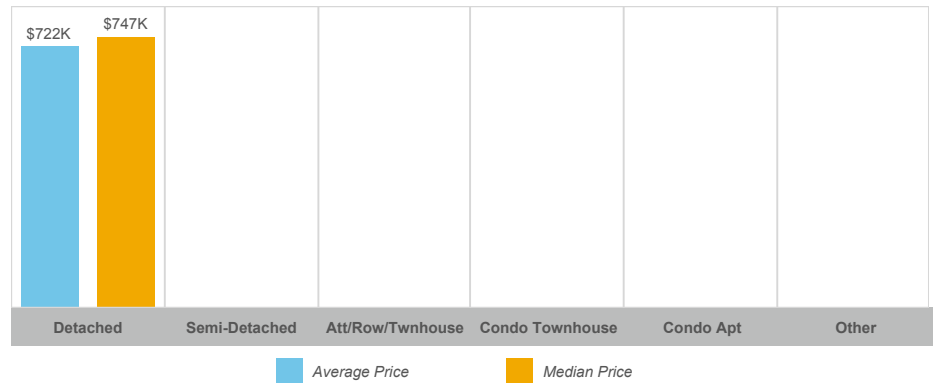 $722K
$747K
Detached Semi-Detached Att/Row/Twnhouse Condo Townhouse Condo Apt Other
Average Price Median Price